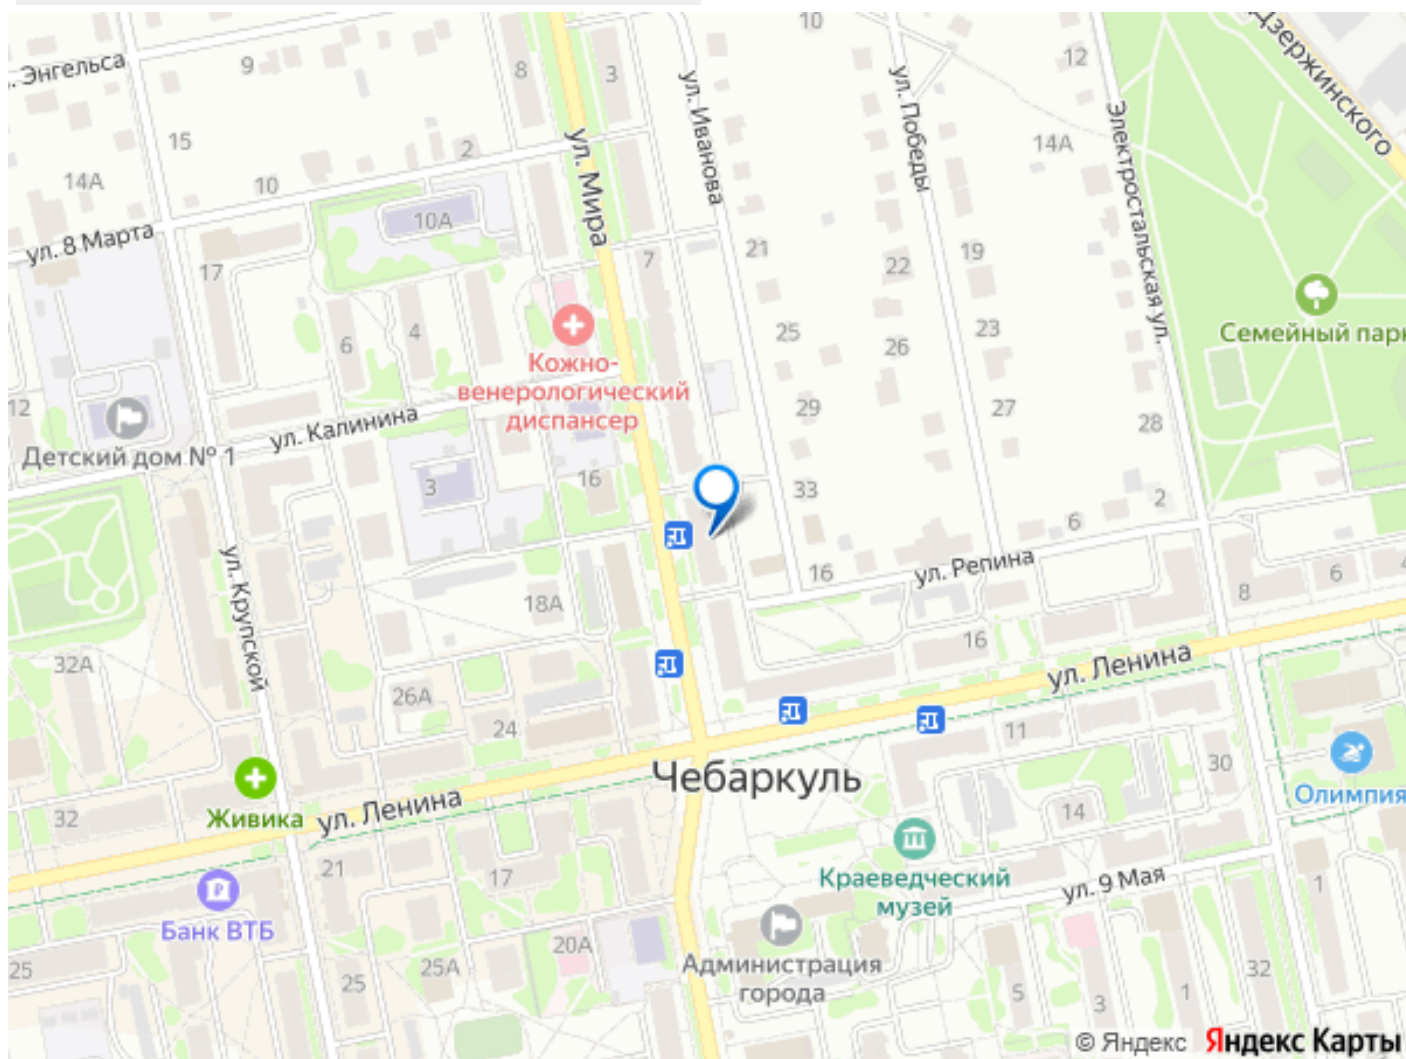 10
Дзержинского
. Энгельса
9
8
3
12
ул. Иванова
ул. Победы
Электростальская ул.
15
2
ул. Мира
14А
14А
10
10А
ул. 8 Марта
17
7
21
19
22
Семейный парк
6
4
25
23
26
Кожно-
венерологический
диспансер
12
29
27
28
ул. Калинина
Детский дом № 1
3
16
33
2
6
ул. Крупской
16
ул. Репина
6
4
8
18А
16
32А
ул. Ленина
26А
24
11
30
Чебаркуль
Олимпия
Живика
ул. Ленина
32
14
21
17
Краеведческий
музей
ул. 9 Мая
1
Банк ВТБ
20А
25
25А
25
Администрация
города
5
3
1
32
© Яндекс Яндекс Карты